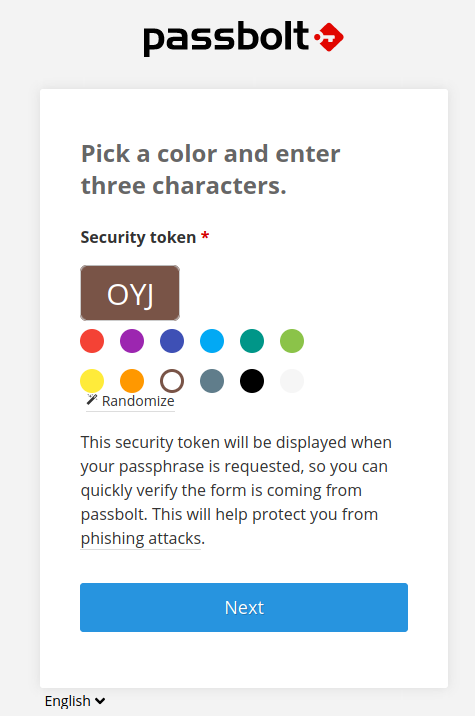 passbolt
Pick a color and enter
three characters.
Security token *
OYJ
Randomize
This security token will be displayed when
your passphrase is requested, so you can
quickly verify the form is coming from
passbolt. This will help protect you from
phishing attacks.
Next
English